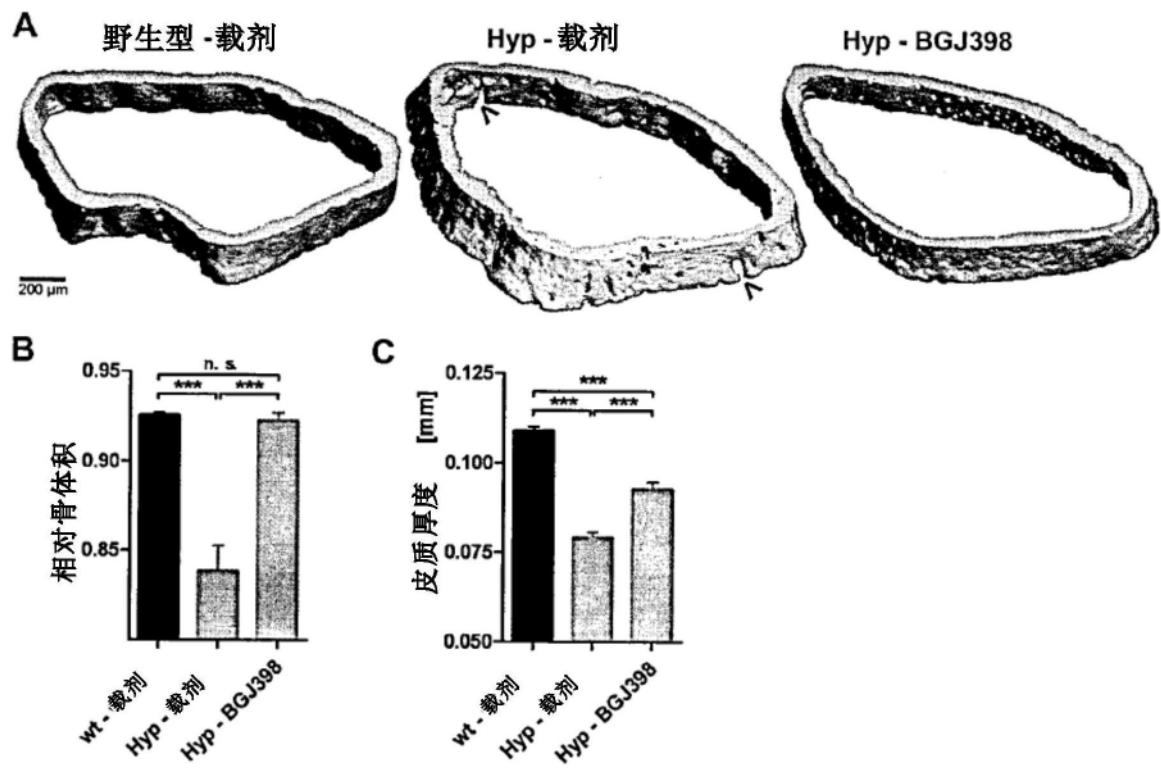 A
野生型 -载剂
Hyp - 载剂
Hyp - BGJ398
<
<
200 µm
B
0.95
0.90
0.85
相对骨体积
n. s.
***
***
wt - 载剂
Hyp - 载剂
Hyp - BGJ398
C
0.125
0.100
0.075
0.050
皮质厚度
[mm]
***
***
***
wt - 载剂
Hyp - 载剂
Hyp - BGJ398